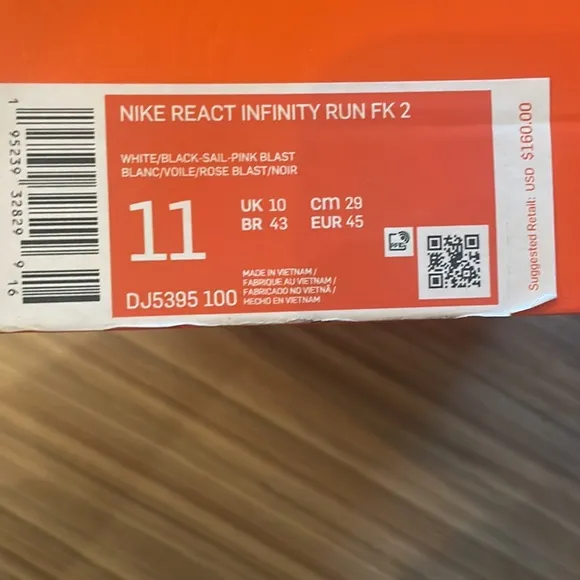 NIKE REACT INFINITY RUN FK 2
WHITE/BLACK-SAIL-PINK BLAST
BLANC/VOILE/ROSE BLAST/NOIR
11
UK 10 cm 29
BR 43 EUR 45
PFC
DJ5395 100
MADE IN VIETNAM /
FABRIQUE AU VIETNAM /
FABRICADO NO VIETNÃ /
HECHO EN VIETNAM
Suggested Retail: USD $160.00
1 95239 32829 9 16